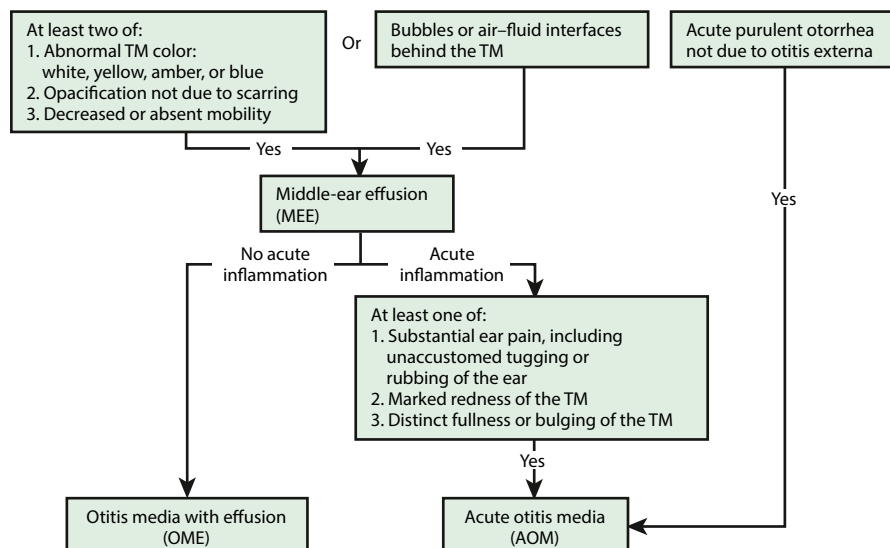 At least two of:
1. Abnormal TM color:
white, yellow, amber, or blue
2. Opacification not due to scarring
3. Decreased or absent mobility
Or
Bubbles or air–fluid interfaces
behind the TM
Acute purulent otorrhea
not due to otitis externa
Yes
Yes
Middle-ear effusion
(MEE)
Yes
No acute
inflammation
Acute
inflammation
At least one of:
1. Substantial ear pain, including
unaccustomed tugging or
rubbing of the ear
2. Marked redness of the TM
3. Distinct fullness or bulging of the TM
Yes
Otitis media with effusion
(OME)
Acute otitis media
(AOM)